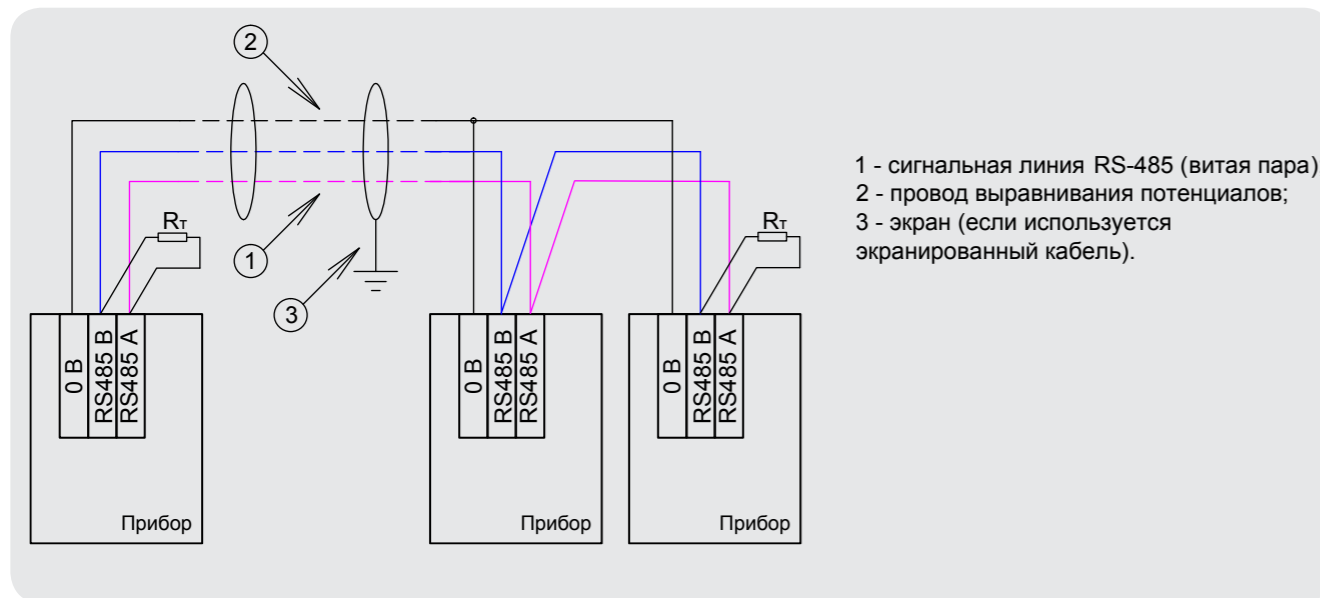 2
1 - сигнальная линия RS-485 (витая пара)
2 - провод выравнивания потенциалов;
3 - экран (если используется
экранированный кабель).
Rт
Rт
1
3
0 В
RS485 B
RS485 A
0 В
RS485 B
RS485 A
0 В
RS485 B
RS485 A
Прибор
Прибор
Прибор